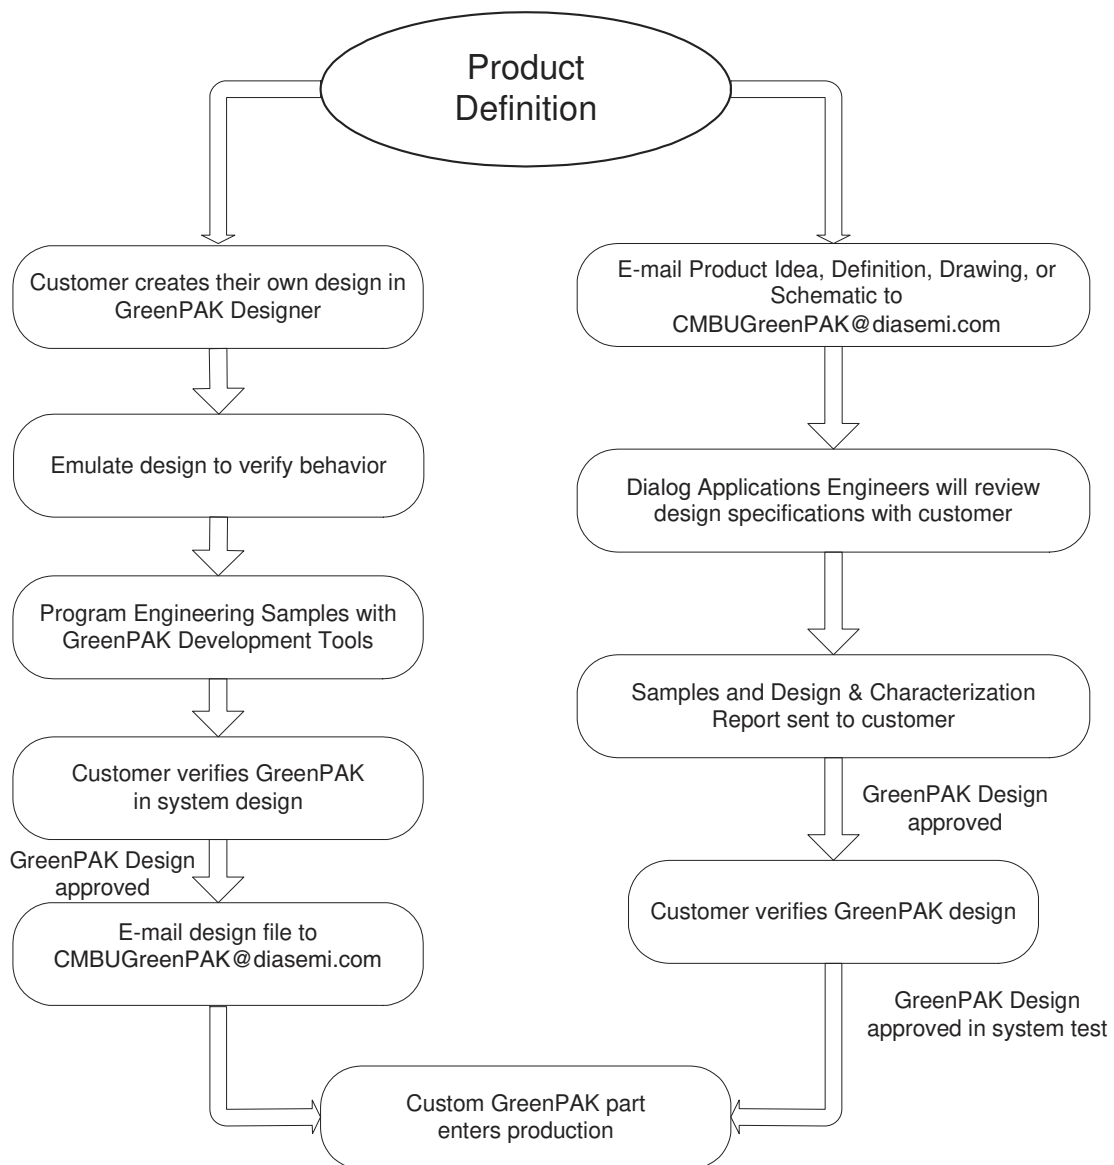 Product
Definition
Customer creates their own design in
GreenPAK Designer
Emulate design to verify behavior
Program Engineering Samples with
GreenPAK Development Tools
Customer verifies GreenPAK
in system design
GreenPAK Design
approved
E-mail design file to
CMBUGreenPAK@diasemi.com
E-mail Product Idea, Definition, Drawing, or
Schematic to
CMBUGreenPAK@diasemi.com
Dialog Applications Engineers will review
design specifications with customer
Samples and Design & Characterization
Report sent to customer
GreenPAK Design
approved
Customer verifies GreenPAK design
GreenPAK Design
approved in system test
Custom GreenPAK part
enters production